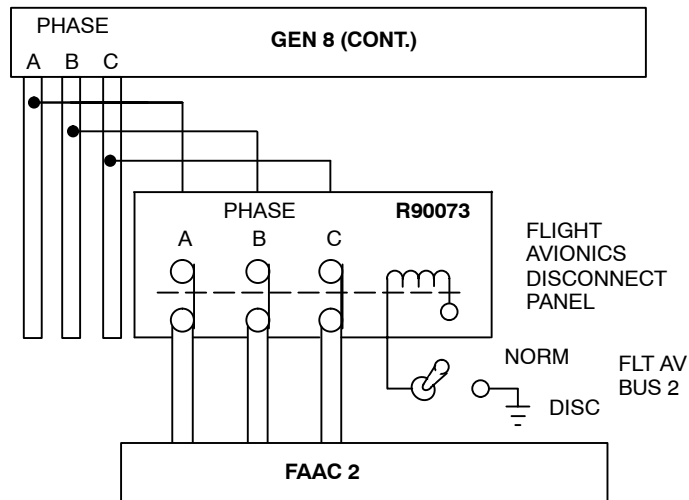 PHASE
GEN 8 (CONT.)
A B C
PHASE
R90073
A B C
FLIGHT
AVIONICS
DISCONNECT
PANEL
NORM
DISC
FLT AV
BUS 2
FAAC 2